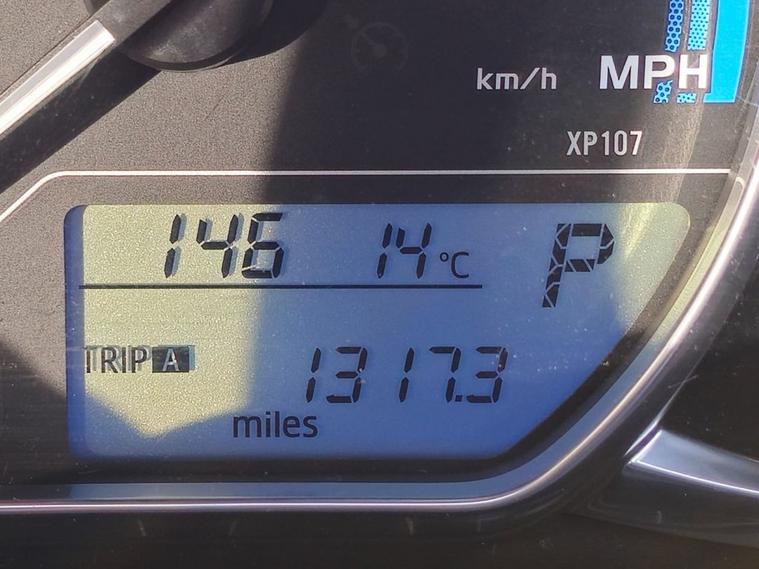 km/h MPH
XP107
146 14 °C P
TRIP A 1317.3
miles